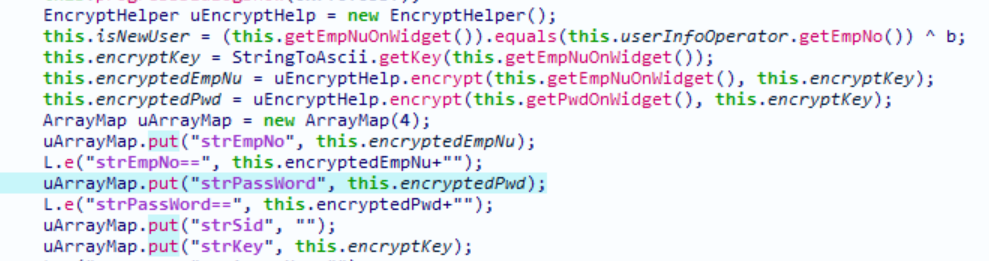 EncryptHelper uEncryptHelp = new EncryptHelper();
this.isNewUser = (this.getEmpNuOnWidget()).equals(this.userInfoOperator.getEmpNo()) ^ b;
this.encryptKey = StringToAscii.getKey(this.getEmpNuOnWidget());
this.encryptedEmpNu = uEncryptHelp.encrypt(this.getEmpNuOnWidget(), this.encryptKey);
this.encryptedPwd = uEncryptHelp.encrypt(this.getPwdOnWidget(), this.encryptKey);
ArrayMap uArrayMap = new ArrayMap(4);
uArrayMap.put("strEmpNo", this.encryptedEmpNu);
L.e("strEmpNo==", this.encryptedEmpNu+"");
uArrayMap.put("strPassWord", this.encryptedPwd);
L.e("strPassWord==", this.encryptedPwd+"");
uArrayMap.put("strSid", "");
uArrayMap.put("strKey", this.encryptKey);